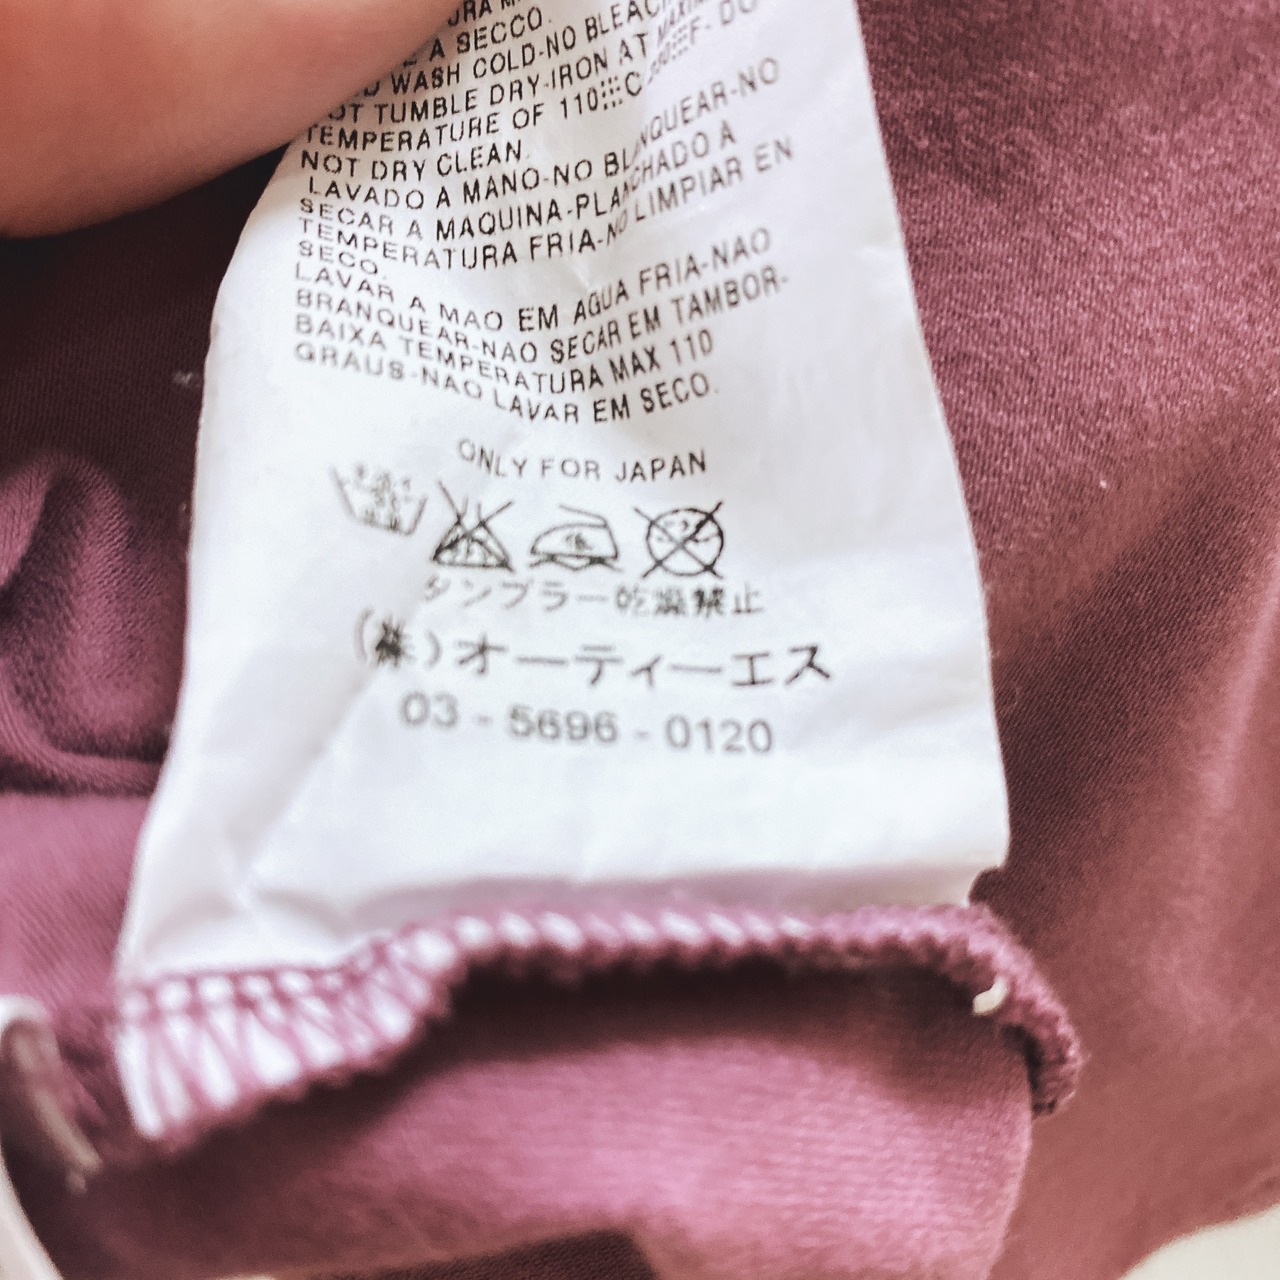 A SECCO.
WASH COLD-NO BLEACH
NOT TUMBLE DRY-IRON AT MAXIMUM
TEMPERATURE OF 110 C F- DO
NOT DRY CLEAN.
LAVADO A MANO-NO BLANQUEAR-NO
SECAR A MAQUINA-PLANCHADO A
TEMPERATURA FRIA-NO LIMPIAR EN
SECO.
LAVAR A MAO EM AGUA FRIA-NAO
BRANQUEAR-NAO SECAR EM TAMBOR-
BAIXA TEMPERATURA MAX 110
GRAUS-NAO LAVAR EM SECO.
ONLY FOR JAPAN
タンブラー乾燥禁止
(株)オーティーエス
03-5696-0120